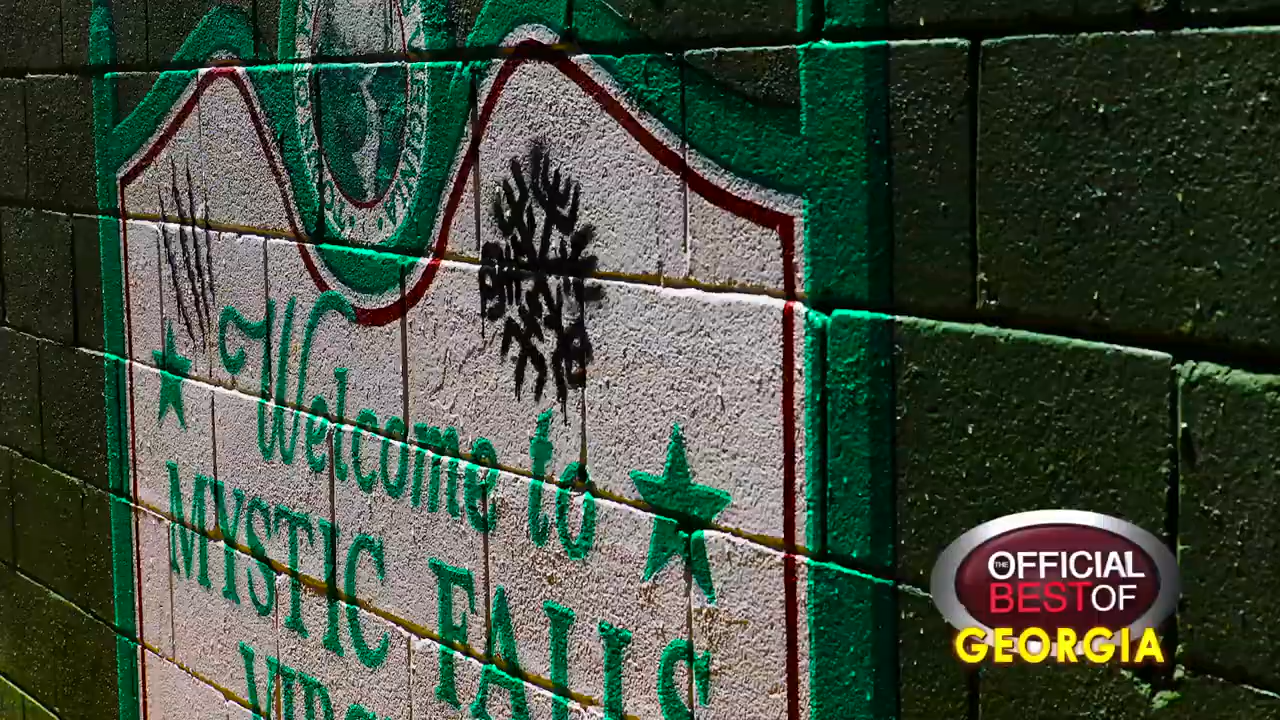 Welcome to
MYSTIC FALLS
THE OFFICIAL
BEST OF
GEORGIA